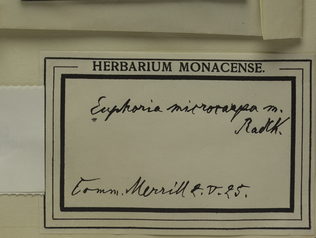 HERBARIUM MONACENSE.
Euphoria microcarpa m.
Radlk.
Comm. Merrill 2. V. 25.